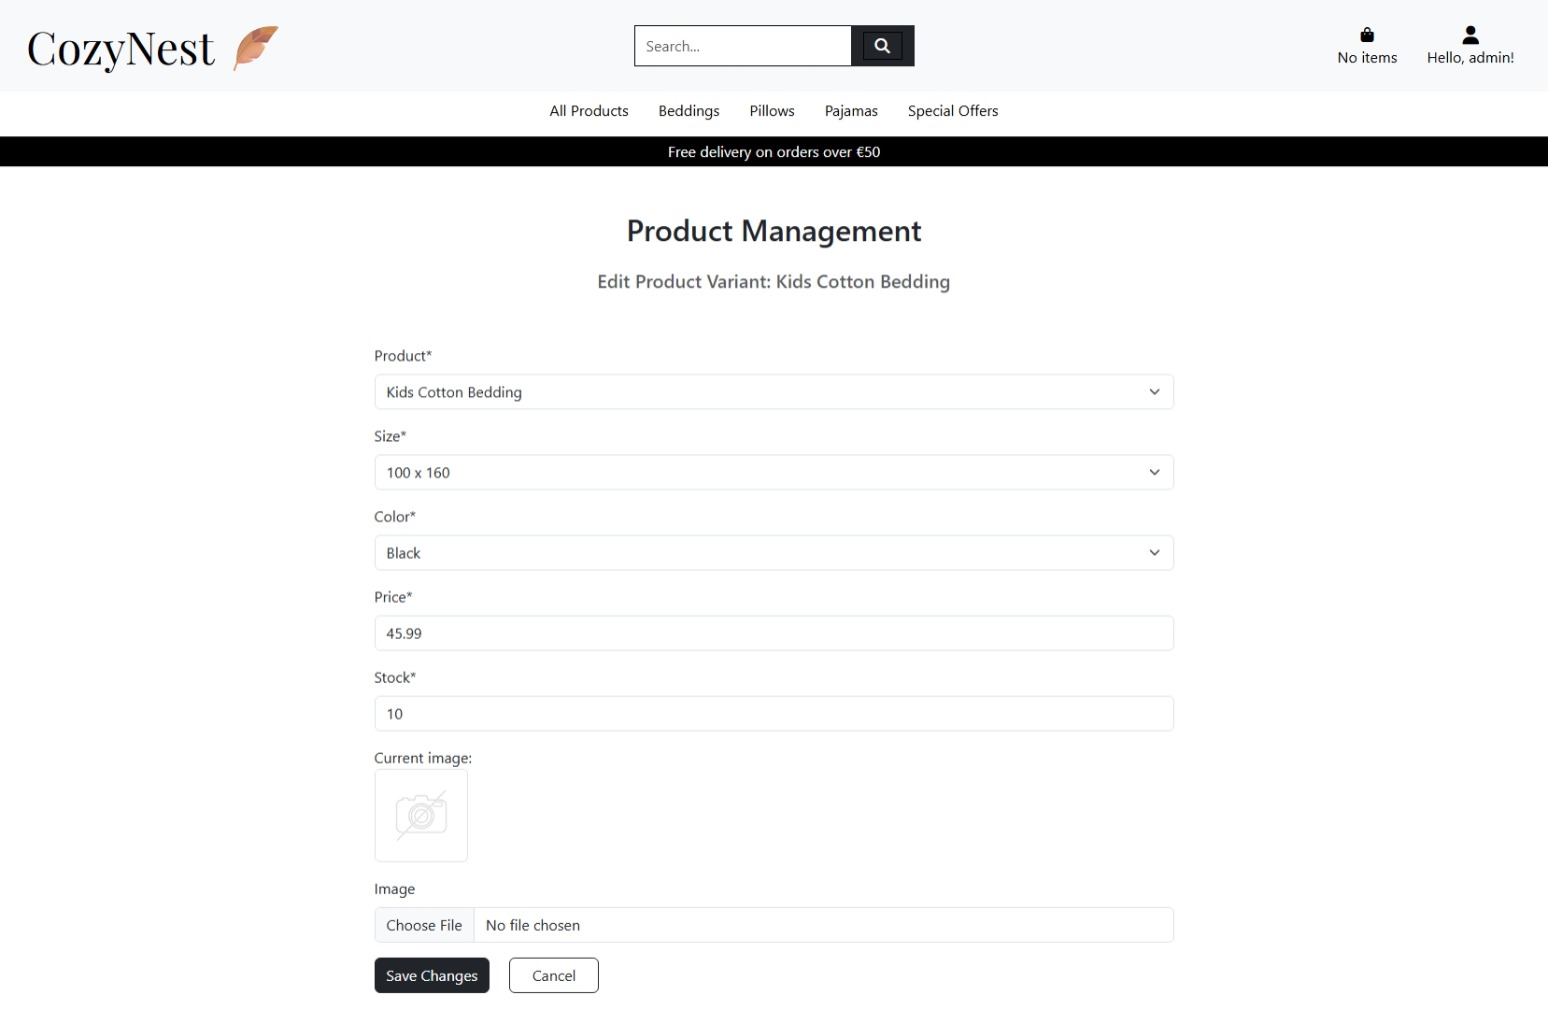 CozyNest
Search...
No items
Hello, admin!
All Products
Beddings
Pillows
Pajamas
Special Offers
Free delivery on orders over €50
Product Management
Edit Product Variant: Kids Cotton Bedding
Product*
Kids Cotton Bedding
Size*
100 x 160
Color*
Black
Price*
45.99
Stock*
10
Current image:
Image
Choose File
No file chosen
Save Changes
Cancel